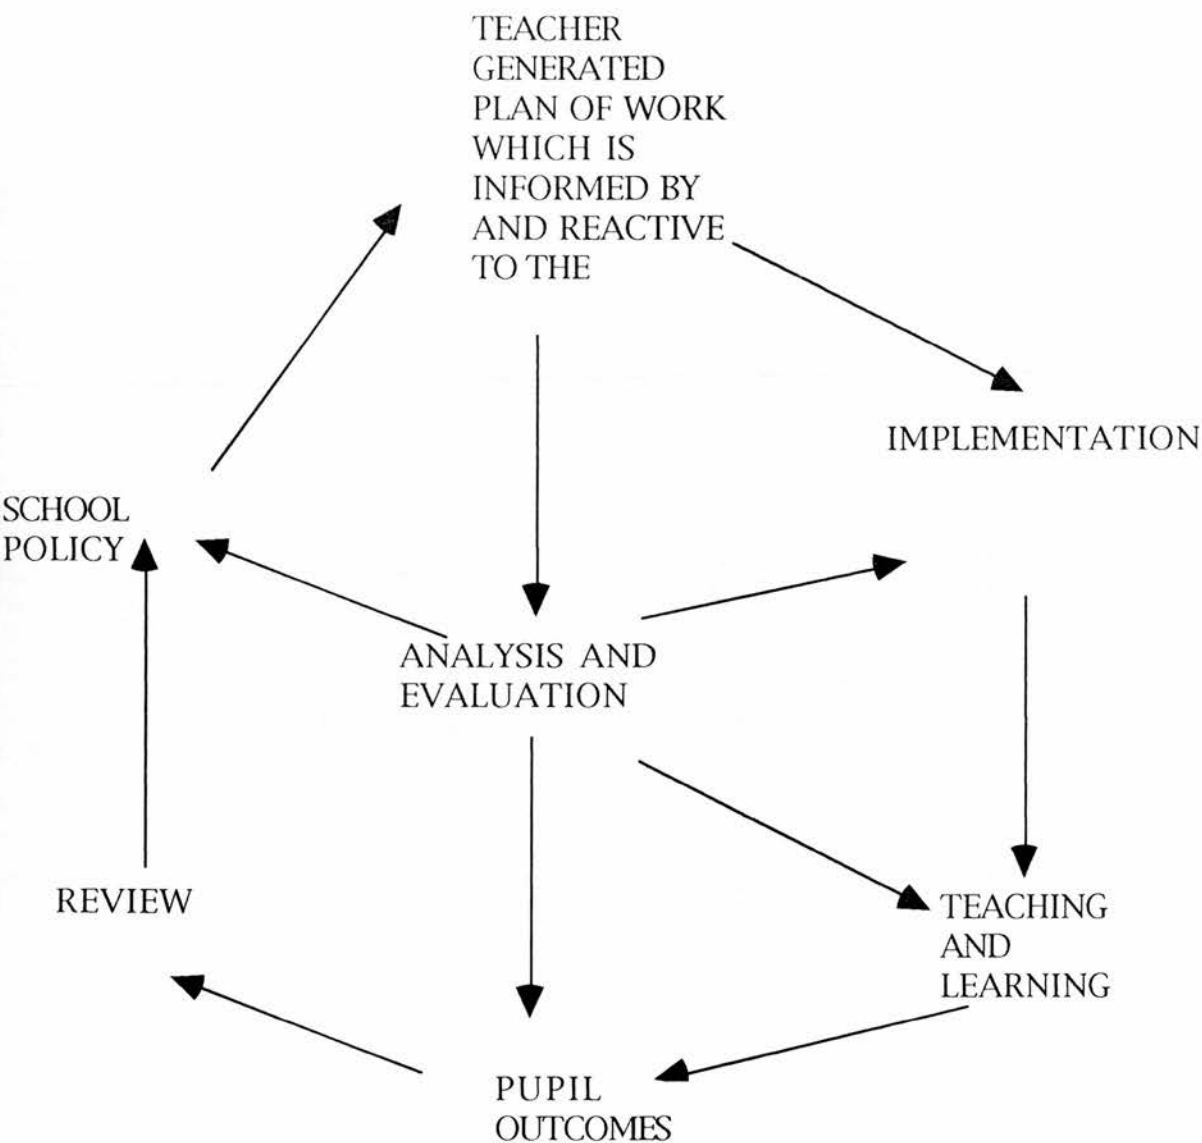 TEACHER
GENERATED
PLAN OF WORK
WHICH IS
INFORMED BY
AND REACTIVE
TO THE
IMPLEMENTATION
SCHOOL
POLICY
ANALYSIS AND
EVALUATION
REVIEW
TEACHING
AND
LEARNING
PUPIL
OUTCOMES